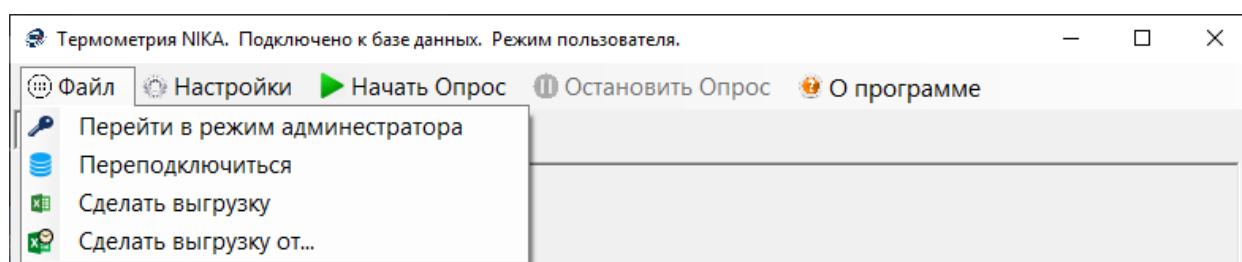 Термометрия NIKA. Подключено к базе данных. Режим пользователя.
Файл Настройки Начать Опрос Остановить Опрос О программе
Перейти в режим админестратора
Переподключиться
Сделать выгрузку
Сделать выгрузку от...